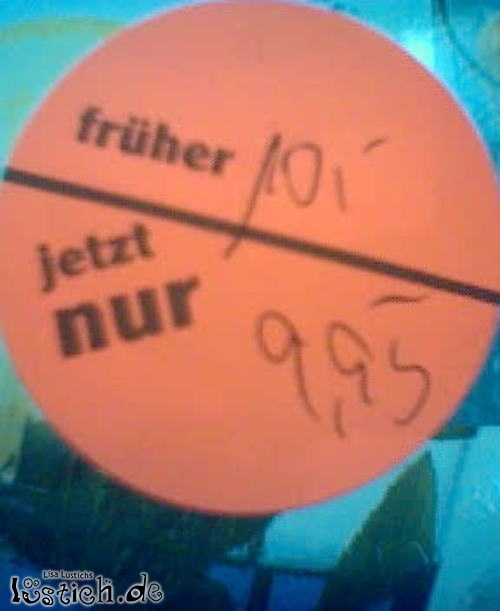 früher 10,-
jetzt
nur 9,95
Lisa Lustichs
lustich.de